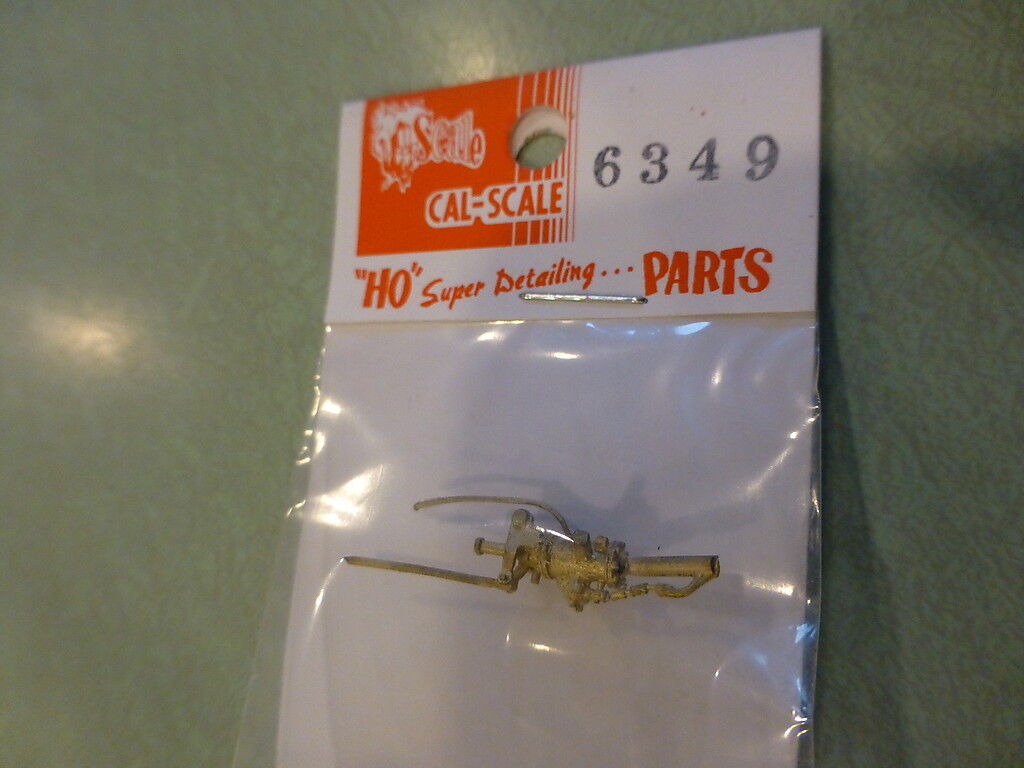 Cal Scale
CAL-SCALE
6349
"HO" Super Detailing... PARTS